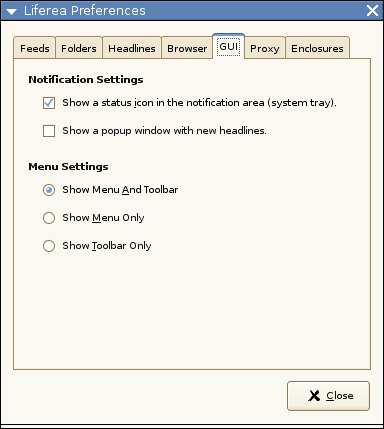 Liferea Preferences
Feeds Folders Headlines Browser GUI Proxy Enclosures
Notification Settings
Show a status icon in the notification area (system tray).
Show a popup window with new headlines.
Menu Settings
Show Menu And Toolbar
Show Menu Only
Show Toolbar Only
Close